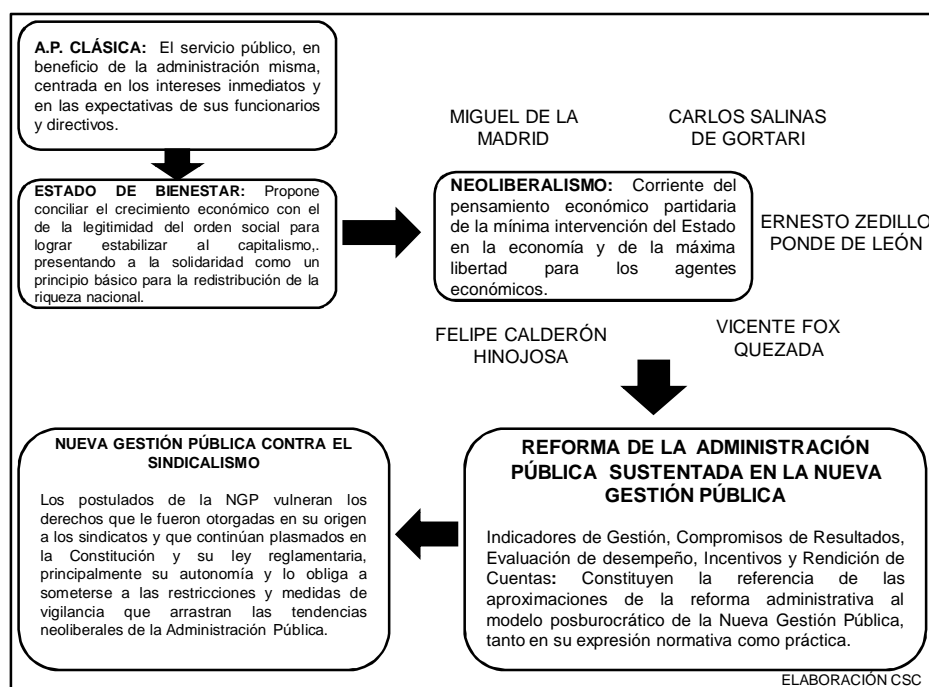 A.P. CLÁSICA: El servicio público, en
beneficio de la administración misma,
centrada en los intereses inmediatos y
en las expectativas de sus funcionarios
y directivos.
ESTADO DE BIENESTAR: Propone
conciliar el crecimiento económico con el
de la legitimidad del orden social para
lograr estabilizar al capitalismo,.
presentando a la solidaridad como un
principio básico para la redistribución de la
riqueza nacional.
MIGUEL DE LA
MADRID
CARLOS SALINAS
DE GORTARI
NEOLIBERALISMO: Corriente del
pensamiento económico partidaria
de la mínima intervención del Estado
en la economía y de la máxima
libertad para los agentes
económicos.
ERNESTO ZEDILLO
PONDE DE LEÓN
FELIPE CALDERÓN
HINOJOSA
VICENTE FOX
QUEZADA
REFORMA DE LA ADMINISTRACIÓN
PÚBLICA SUSTENTADA EN LA NUEVA
GESTIÓN PÚBLICA
Indicadores de Gestión, Compromisos de Resultados,
Evaluación de desempeño, Incentivos y Rendición de
Cuentas: Constituyen la referencia de las
aproximaciones de la reforma administrativa al
modelo posburocrático de la Nueva Gestión Pública,
tanto en su expresión normativa como práctica.
NUEVA GESTIÓN PÚBLICA CONTRA EL
SINDICALISMO
Los postulados de la NGP vulneran los
derechos que le fueron otorgadas en su origen
a los sindicatos y que continúan plasmados en
la Constitución y su ley reglamentaria,
principalmente su autonomía y lo obliga a
someterse a las restricciones y medidas de
vigilancia que arrastran las tendencias
neoliberales de la Administración Pública.
ELABORACIÓN CSC